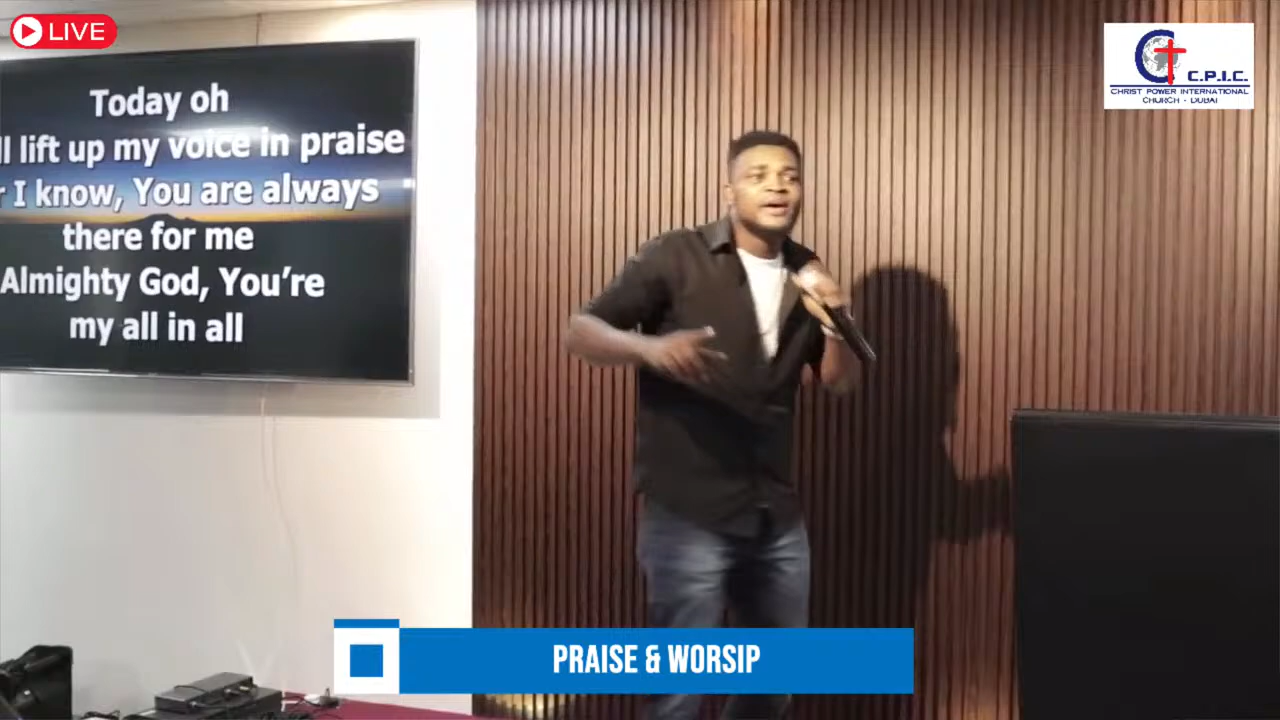 LIVE
Today oh
ll lift up my voice in praise
r I know, You are always
there for me
Almighty God, You're
my all in all
C.P.I.C.
CHRIST POWER INTERNATIONAL
CHURCH - DUBAI
PRAISE & WORSIP